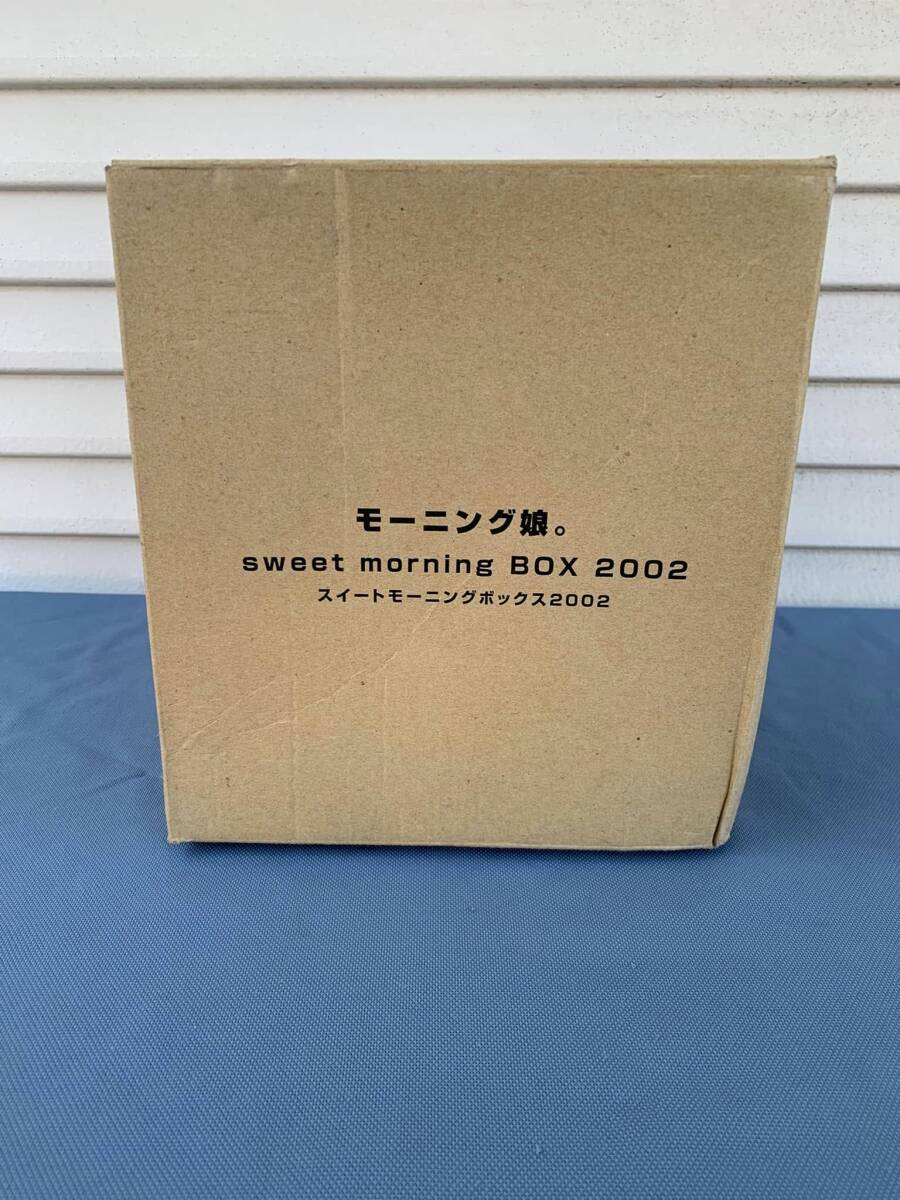 モーニング娘。
sweet morning BOX 2002
スイートモーニングボックス2002